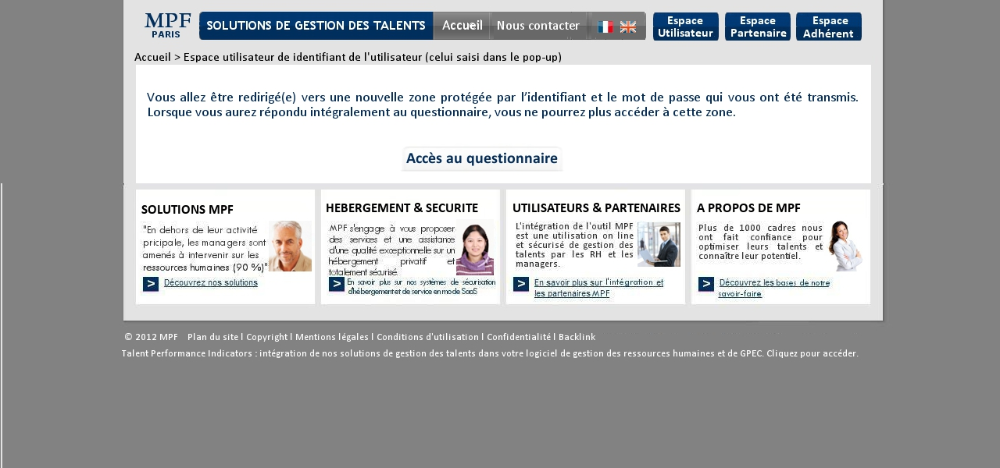 MPF
PARIS
SOLUTIONS DE GESTION DES TALENTS
Accueil
Nous contacter
Espace
Utilisateur
Espace
Partenaire
Espace
Adhérent
Accueil > Espace utilisateur de identifiant de l'utilisateur (celui saisi dans le pop-up)
Vous allez être redirigé(e) vers une nouvelle zone protégée par l'identifiant et le mot de passe qui vous ont été transmis.
Lorsque vous aurez répondu intégralement au questionnaire, vous ne pourrez plus accéder à cette zone.
Accès au questionnaire
SOLUTIONS MPF
"En dehors de leur activité
pricipale, les managers sont
amenés à intervenir sur les
ressources humaines (90 %)"
> Découvrez nos solutions
HEBERGEMENT & SECURITE
MPF s'engage à vous proposer
des services et une assistance
d'une qualité exceptionnelle sur un
hébergement privatif et
totalement sécurisé.
> En savoir plus sur nos systèmes de sécurisation
d'hébergement et de service en mode SaaS
UTILISATEURS & PARTENAIRES
L'intégration de l'outil MPF
est une utilisation on line
et sécurisé de gestion des
talents par les RH et les
managers.
> En savoir plus sur l'intégration et
les partenaires MPF
A PROPOS DE MPF
Plus de 1000 cadres nous
ont fait confiance pour
optimiser leurs talents et
connaître leur potentiel.
> Découvrez les bases de notre
savoir-faire
© 2012 MPF Plan du site l Copyright l Mentions légales l Conditions d'utilisation l Confidentialité l Backlink
Talent Performance Indicators : intégration de nos solutions de gestion des talents dans votre logiciel de gestion des ressources humaines et de GPEC. Cliquez pour accéder.